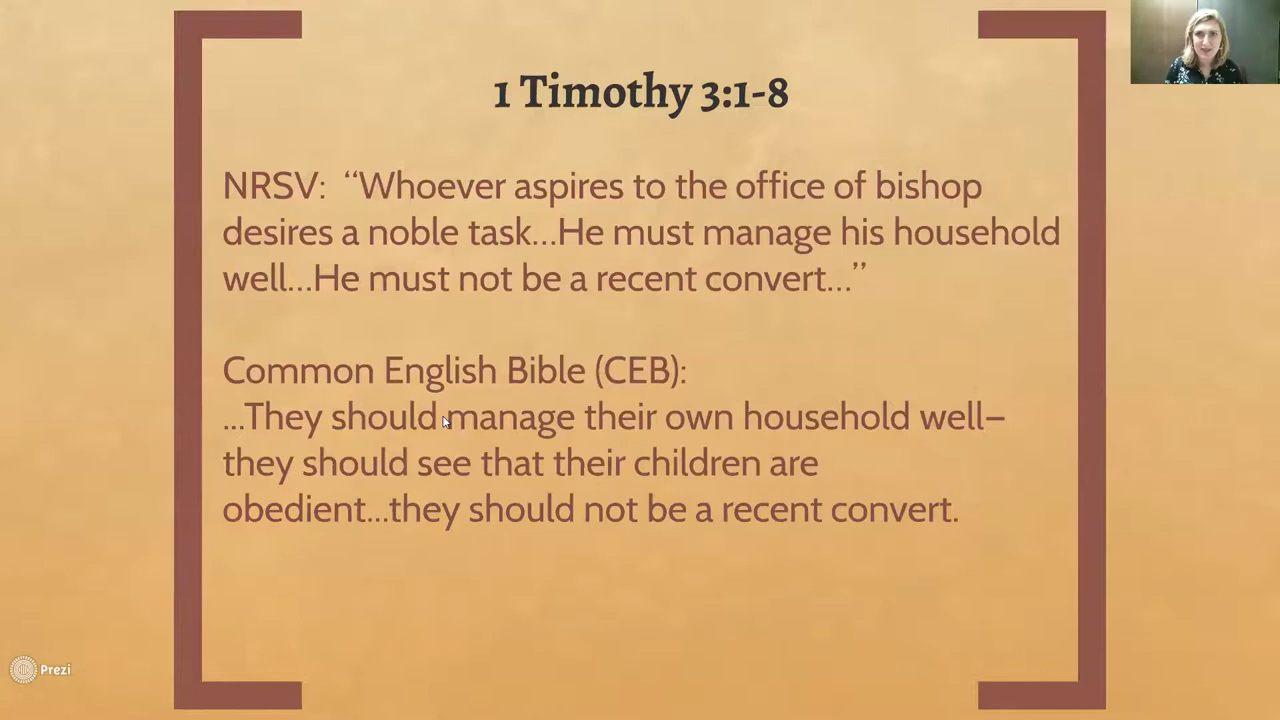 1 Timothy 3:1-8
NRSV: “Whoever aspires to the office of bishop
desires a noble task...He must manage his household
well...He must not be a recent convert...”
Common English Bible (CEB):
...They should manage their own household well–
they should see that their children are
obedient...they should not be a recent convert.
Prezi